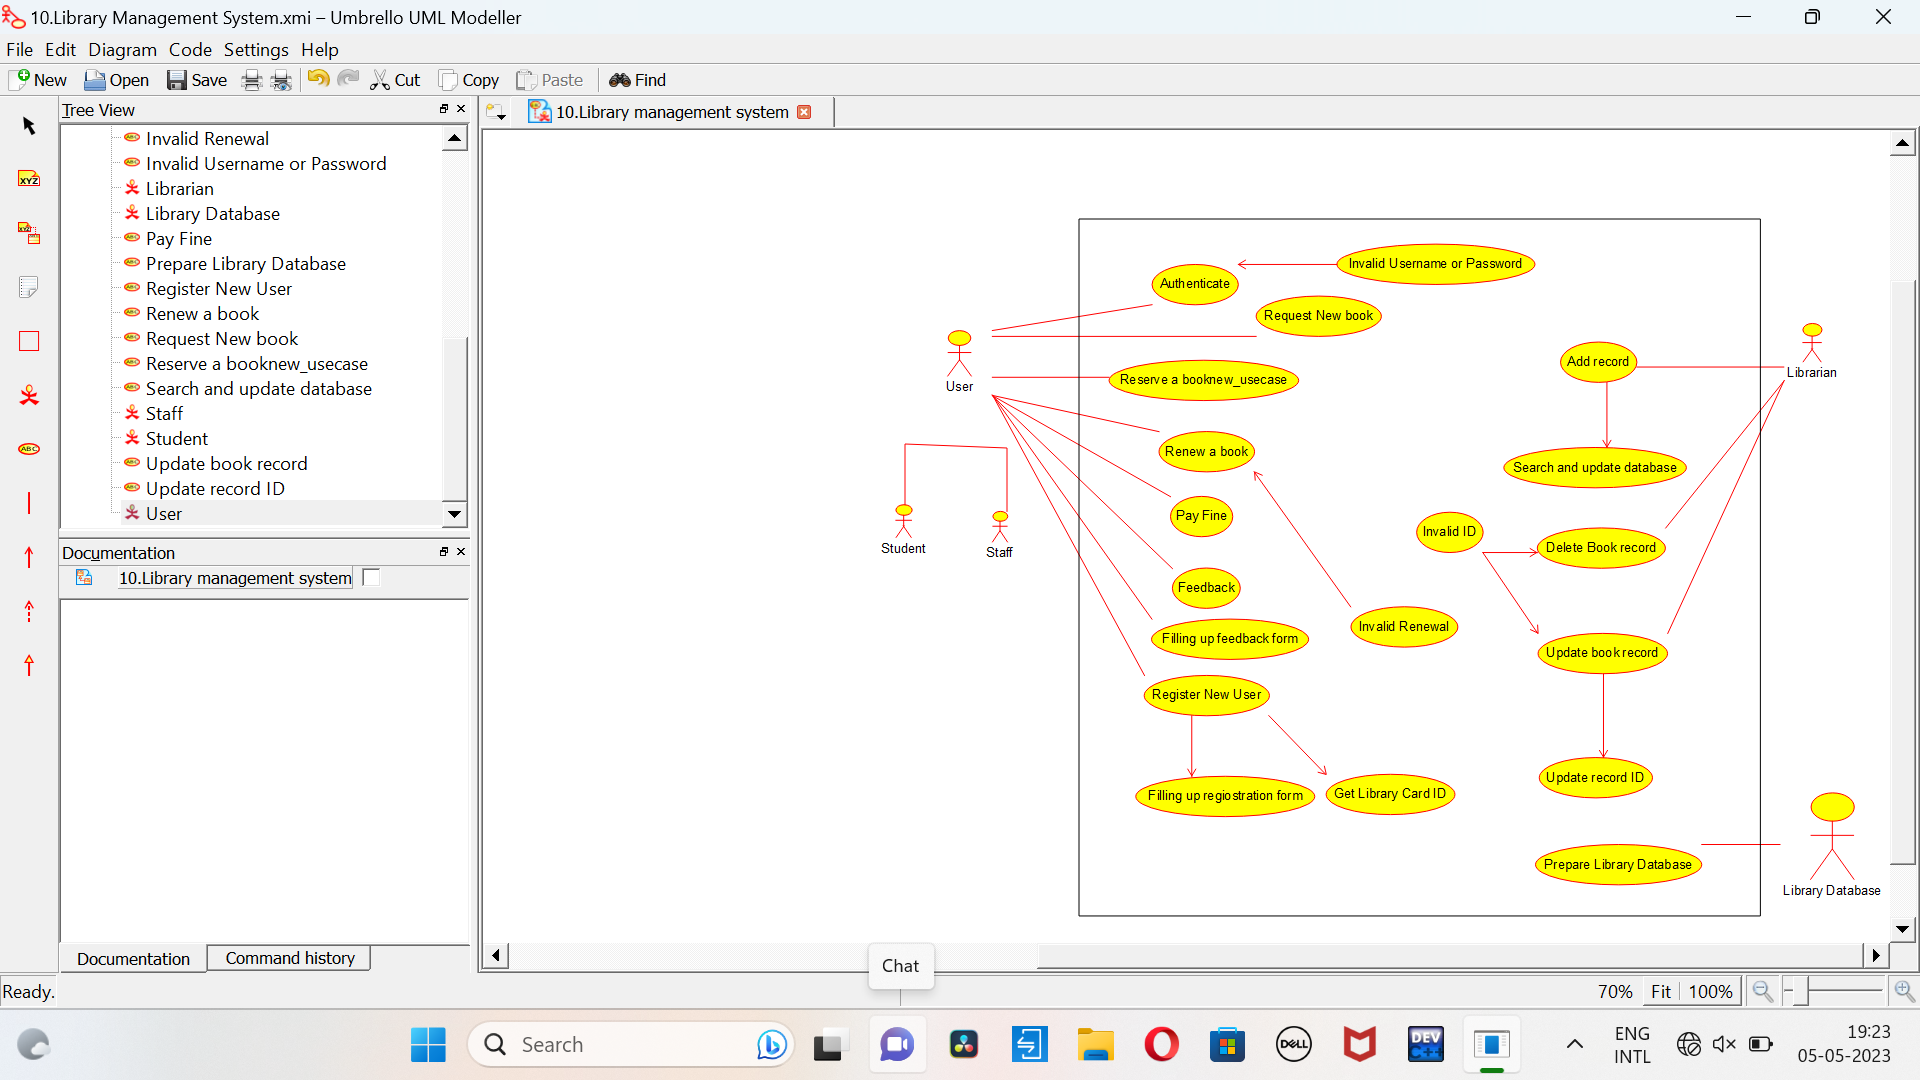 10.Library Management System.xmi – Umbrello UML Modeller
File Edit Diagram Code Settings Help
New Open Save Cut Copy Paste Find
Tree View
10.Library management system
Invalid Renewal
Invalid Username or Password
Librarian
Library Database
Pay Fine
Prepare Library Database
Register New User
Renew a book
Request New book
Reserve a booknew_usecase
Search and update database
Staff
Student
Update book record
Update record ID
User
XYZ
XYZ
ABC
Documentation
10.Library management system
Documentation
Command history
Invalid Username or Password
Authenticate
Request New book
User
Reserve a booknew_usecase
Add record
Librarian
Renew a book
Search and update database
Pay Fine
Invalid ID
Student
Staff
Delete Book record
Feedback
Invalid Renewal
Filling up feedback form
Update book record
Register New User
Update record ID
Filling up regiostration form
Get Library Card ID
Prepare Library Database
Library Database
Chat
Ready.
70% Fit 100%
Search
DELL
DEV
C++
ENG
INTL
19:23
05-05-2023